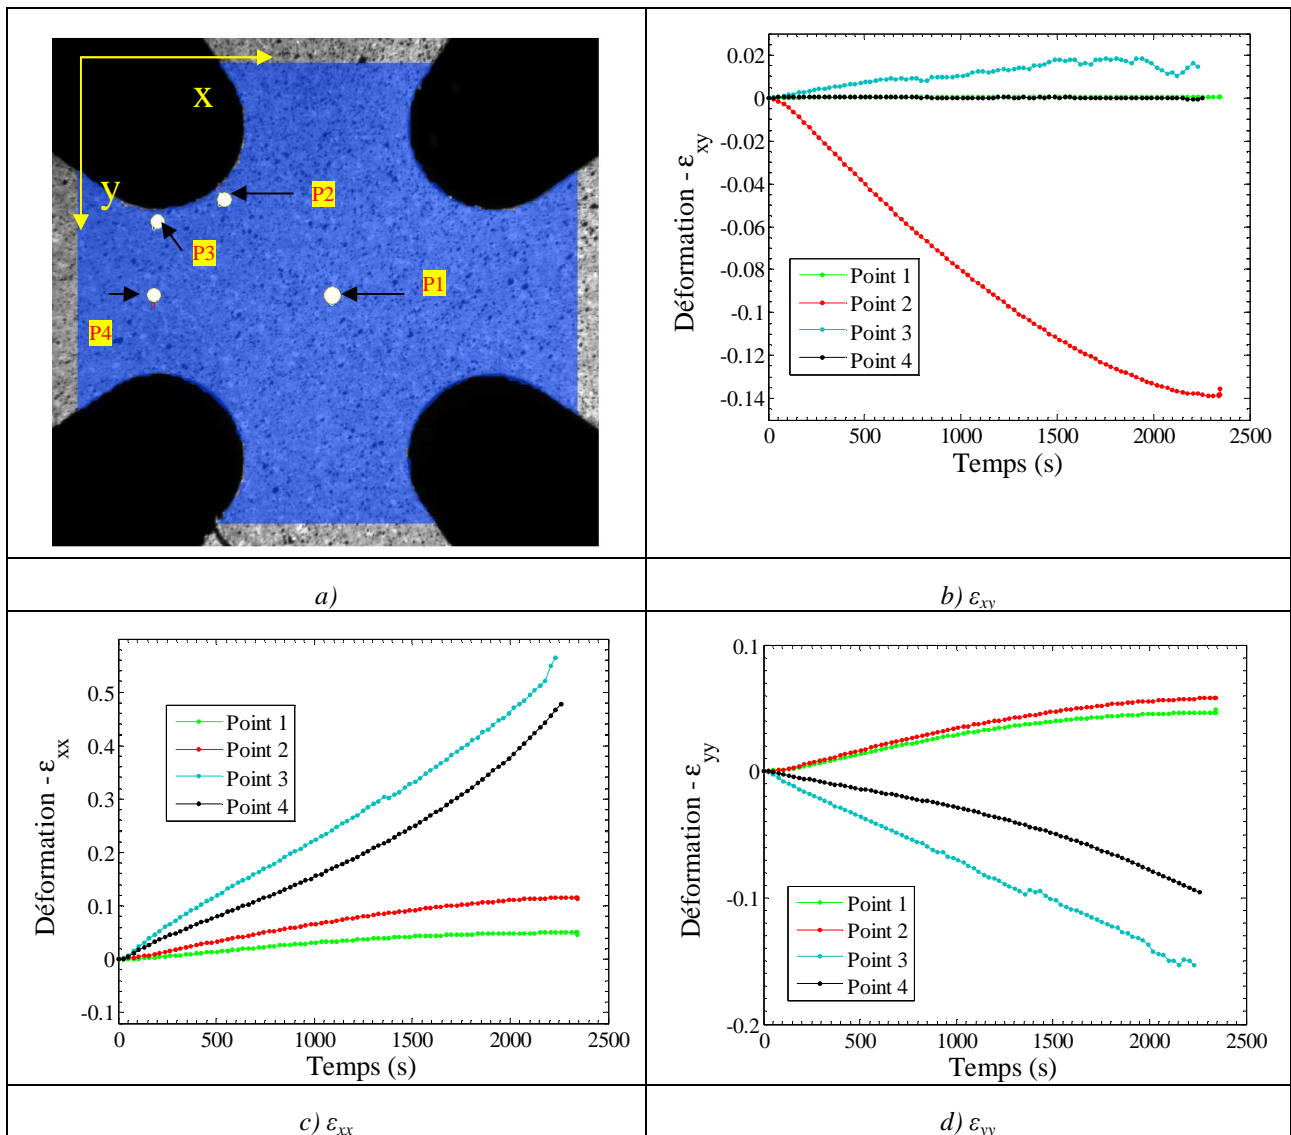 x
y
P2
P3
P1
P4
a)
0.02
0
-0.02
-0.04
-0.06
-0.08
-0.1
-0.12
-0.14
0
500
1000
1500
2000
2500
Déformation - εxy
Temps (s)
Point 1
Point 2
Point 3
Point 4
b) εxy
0.5
0.4
0.3
0.2
0.1
0
-0.1
0
500
1000
1500
2000
2500
Déformation - εxx
Temps (s)
Point 1
Point 2
Point 3
Point 4
c) εxx
0.1
0
-0.1
-0.2
0
500
1000
1500
2000
2500
Déformation - εyy
Temps (s)
Point 1
Point 2
Point 3
Point 4
d) εyy